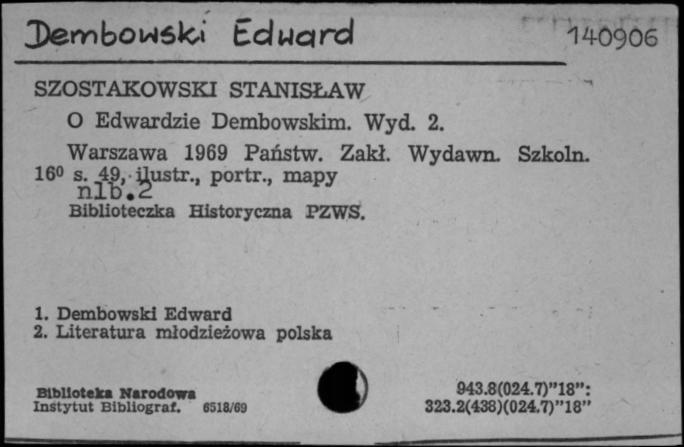 Dembowski Edward 140906
SZOSTAKOWSKI STANISŁAW
O Edwardzie Dembowskim. Wyd. 2.
Warszawa 1969 Państw. Zakł. Wydawn. Szkoln.
16⁰ s. 49, ilustr., portr., mapy
nlb.2
Biblioteczka Historyczna PZWS.
1. Dembowski Edward
2. Literatura młodzieżowa polska
Biblioteka Narodowa 943.8(024.7)”18”:
Instytut Bibliograf. 6518/69 323.2(438)(024.7)”18”